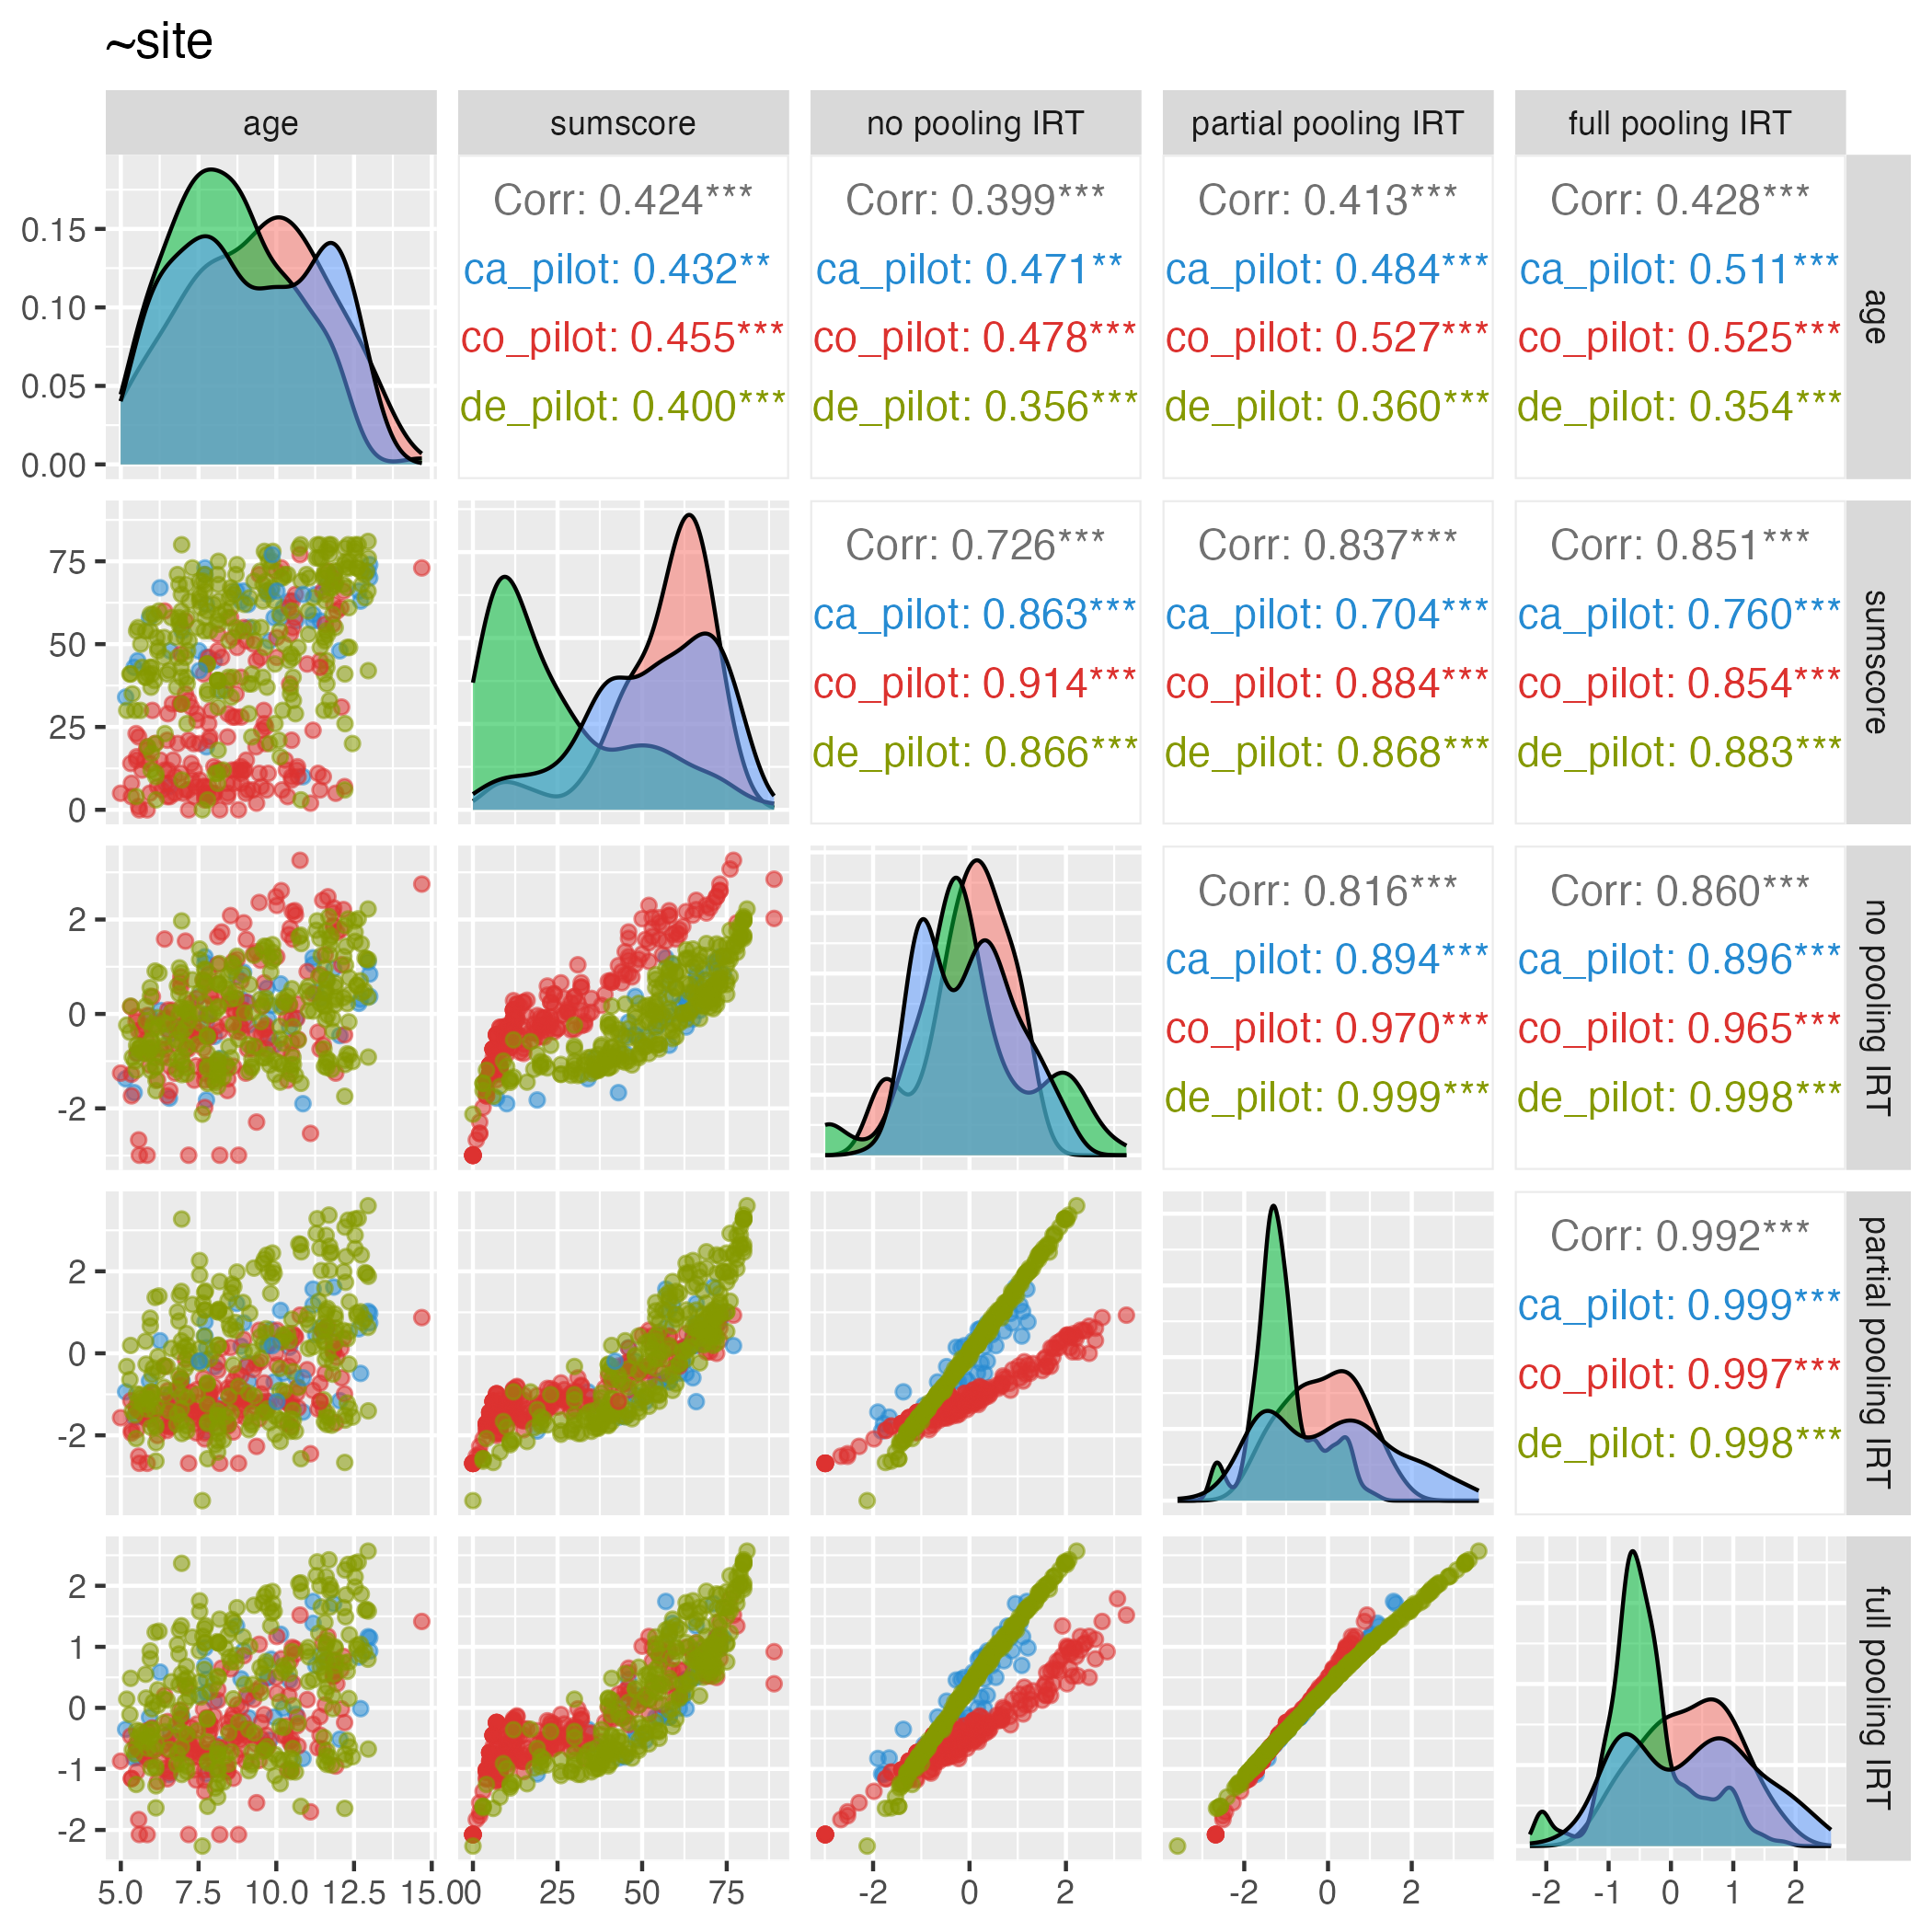 ~site
age
sumscore
no pooling IRT
partial pooling IRT
full pooling IRT
0.15
0.10
0.05
0.00
Corr: 0.424***
ca_pilot: 0.432**
co_pilot: 0.455***
de_pilot: 0.400***
Corr: 0.399***
ca_pilot: 0.471**
co_pilot: 0.478***
de_pilot: 0.356***
Corr: 0.413***
ca_pilot: 0.484***
co_pilot: 0.527***
de_pilot: 0.360***
Corr: 0.428***
ca_pilot: 0.511***
co_pilot: 0.525***
de_pilot: 0.354***
age
75
50
25
0
Corr: 0.726***
ca_pilot: 0.863***
co_pilot: 0.914***
de_pilot: 0.866***
Corr: 0.837***
ca_pilot: 0.704***
co_pilot: 0.884***
de_pilot: 0.868***
Corr: 0.851***
ca_pilot: 0.760***
co_pilot: 0.854***
de_pilot: 0.883***
sumscore
2
0
-2
Corr: 0.816***
ca_pilot: 0.894***
co_pilot: 0.970***
de_pilot: 0.999***
Corr: 0.860***
ca_pilot: 0.896***
co_pilot: 0.965***
de_pilot: 0.998***
no pooling IRT
2
0
-2
Corr: 0.992***
ca_pilot: 0.999***
co_pilot: 0.997***
de_pilot: 0.998***
partial pooling IRT
2
1
0
-1
-2
full pooling IRT
5.0 7.5 10.0 12.5 15.0
0 25 50 75
-2 0 2
-2 0 2
-2 -1 0 1 2